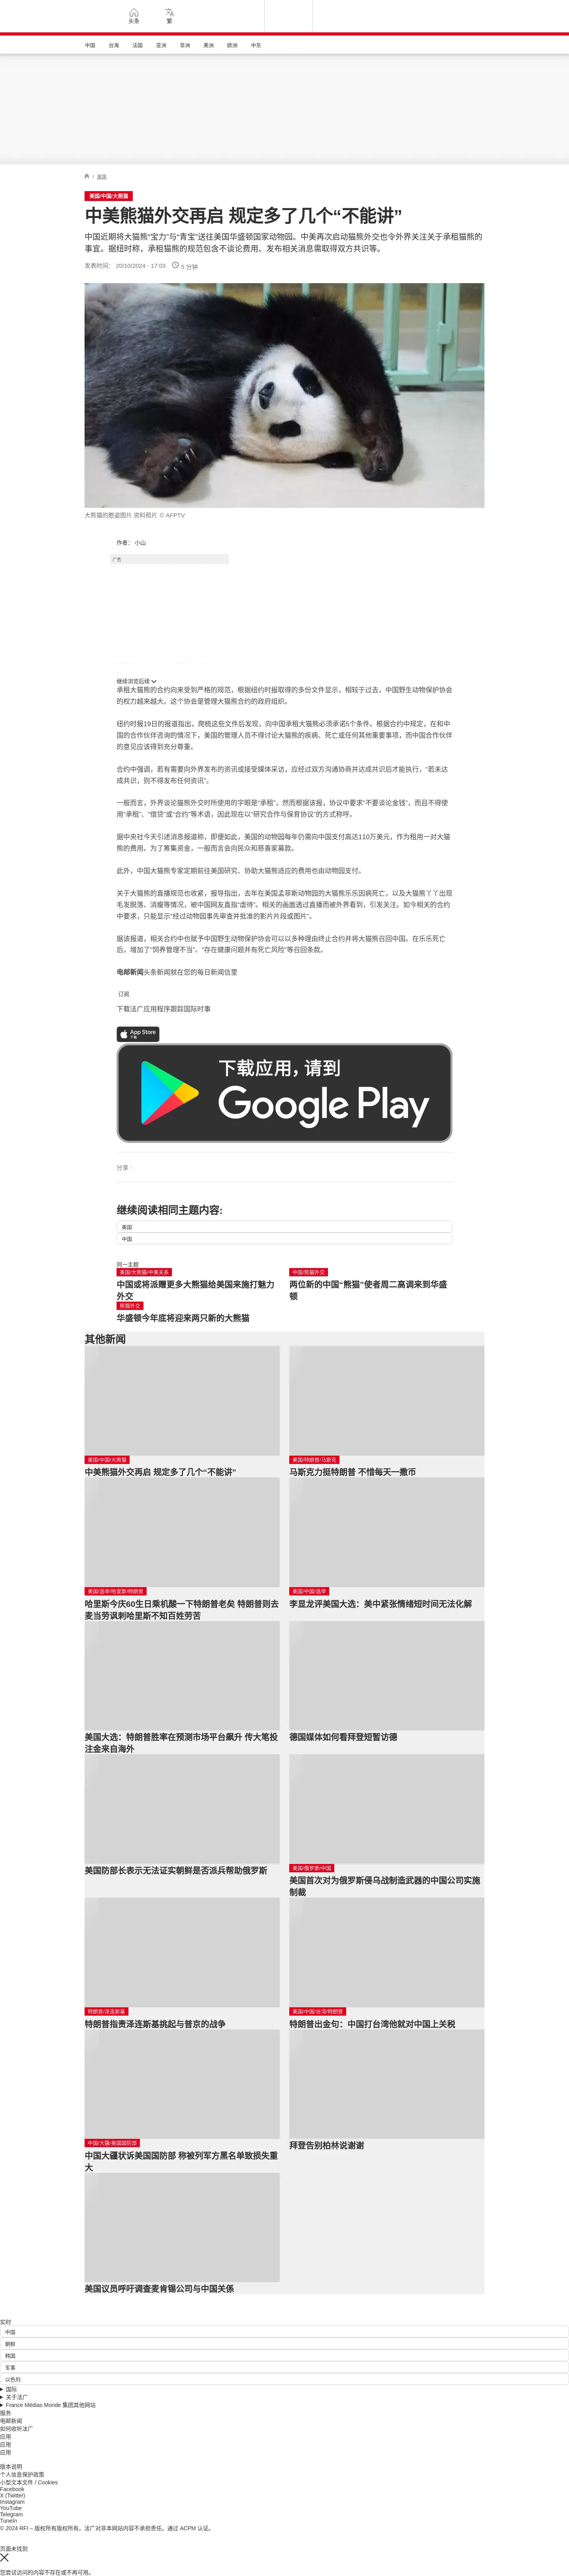 头条
繁
中国 台海 法国 亚洲 非洲 美洲 欧洲 中东
/ 美国
美国/中国/大熊猫
中美熊猫外交再启 规定多了几个“不能讲”
中国近期将大猫熊“宝力”与“青宝”送往美国华盛顿国家动物园。中美再次启动猫熊外交也令外界关注关于承租猫熊的
事宜。据纽时称，承租猫熊的规范包含不谈论费用、发布相关消息需取得双方共识等。
发表时间： 20/10/2024 - 17:03 5 分钟
大熊猫的憨姿图片 资料照片 © AFPTV
作者： 小山
广告
继续浏览后续
承租大猫熊的合约向来受到严格的规范，根据纽约时报取得的多份文件显示，相较于过去，中国野生动物保护协会
的权力越来越大。这个协会是管理大猫熊合约的政府组织。
纽约时报19日的报道指出，爬梳这些文件后发现，向中国承租大猫熊必须承诺5个条件。根据合约中规定，在和中
国的合作伙伴咨询的情况下，美国的管理人员不得讨论大猫熊的疾病、死亡或任何其他重要事项，而中国合作伙伴
的意见应该得到充分尊重。
合约中强调，若有需要向外界发布的资讯或接受媒体采访，应经过双方沟通协商并达成共识后才能执行，“若未达
成共识，则不得发布任何资讯”。
一般而言，外界谈论猫熊外交时所使用的字眼是“承租”，然而根据该报，协议中要求“不要谈论金钱”，而且不得使
用“承租”、“借贷”或“合约”等术语，因此现在以“研究合作与保育协议”的方式称呼。
据中央社今天引述消息报道称，即便如此，美国的动物园每年仍需向中国支付高达110万美元，作为租用一对大猫
熊的费用。为了筹集资金，一般而言会向民众和慈善家募款。
此外，中国大猫熊专家定期前往美国研究、协助大猫熊适应的费用也由动物园支付。
关于大猫熊的直播规范也收紧，报导指出，去年在美国孟菲斯动物园的大猫熊乐乐因病死亡，以及大猫熊丫丫出现
毛发脱落、消瘦等情况，被中国网友直指“虐待”。相关的画面透过直播而被外界看到，引发关注。如今相关的合约
中要求，只能显示“经过动物园事先审查并批准的影片片段或图片”。
据该报道，相关合约中也赋予中国野生动物保护协会可以以多种理由终止合约并将大猫熊召回中国。在乐乐死亡
后，增加了“饲养管理不当”、“存在健康问题并有死亡风险”等召回条款。
电邮新闻头条新闻就在您的每日新闻信里
订阅
下载法广应用程序跟踪国际时事
App Store
下载
下载应用，请到
Google Play
分享 :
继续阅读相同主题内容:
美国
中国
同一主题
美国/大熊猫/中美关系
中国或将派赠更多大熊猫给美国来施打魅力
外交
中国/熊猫外交
两位新的中国“熊猫”使者周二高调来到华盛
顿
熊猫外交
华盛顿今年底将迎来两只新的大熊猫
其他新闻
美国/中国/大熊猫
中美熊猫外交再启 规定多了几个“不能讲”
美国/特朗普/马斯克
马斯克力挺特朗普 不惜每天一撒币
美国/选举/哈里斯/特朗普
哈里斯今庆60生日乘机酸一下特朗普老矣 特朗普则去
麦当劳讽刺哈里斯不知百姓劳苦
美国/中国/选举
李显龙评美国大选：美中紧张情绪短时间无法化解
美国大选：特朗普胜率在预测市场平台飙升 传大笔投
注金来自海外
德国媒体如何看拜登短暂访德
美国防部长表示无法证实朝鲜是否派兵帮助俄罗斯
美国/俄罗斯/中国
美国首次对为俄罗斯侵乌战制造武器的中国公司实施
制裁
特朗普/泽连斯基
特朗普指责泽连斯基挑起与普京的战争
美国/中国/台湾/特朗普
特朗普出金句：中国打台湾他就对中国上关税
中国/大疆/美国国防部
中国大疆状诉美国国防部 称被列军方黑名单致损失重
大
拜登告别柏林说谢谢
美国议员呼吁调查麦肯锡公司与中国关係
实时
中国
朝鲜
韩国
军事
以色列
国际
关于法广
France Médias Monde 集团其他网站
服务
电邮新闻
如何收听法广
应用
应用
应用
版本说明
个人信息保护政策
小型文本文件 / Cookies
Facebook
X (Twitter)
Instagram
YouTube
Telegram
TuneIn
© 2024 RFI – 版权所有版权所有。法广对非本网站内容不承担责任。通过 ACPM 认证。
页面未找到
您尝试访问的内容不存在或不再可用。